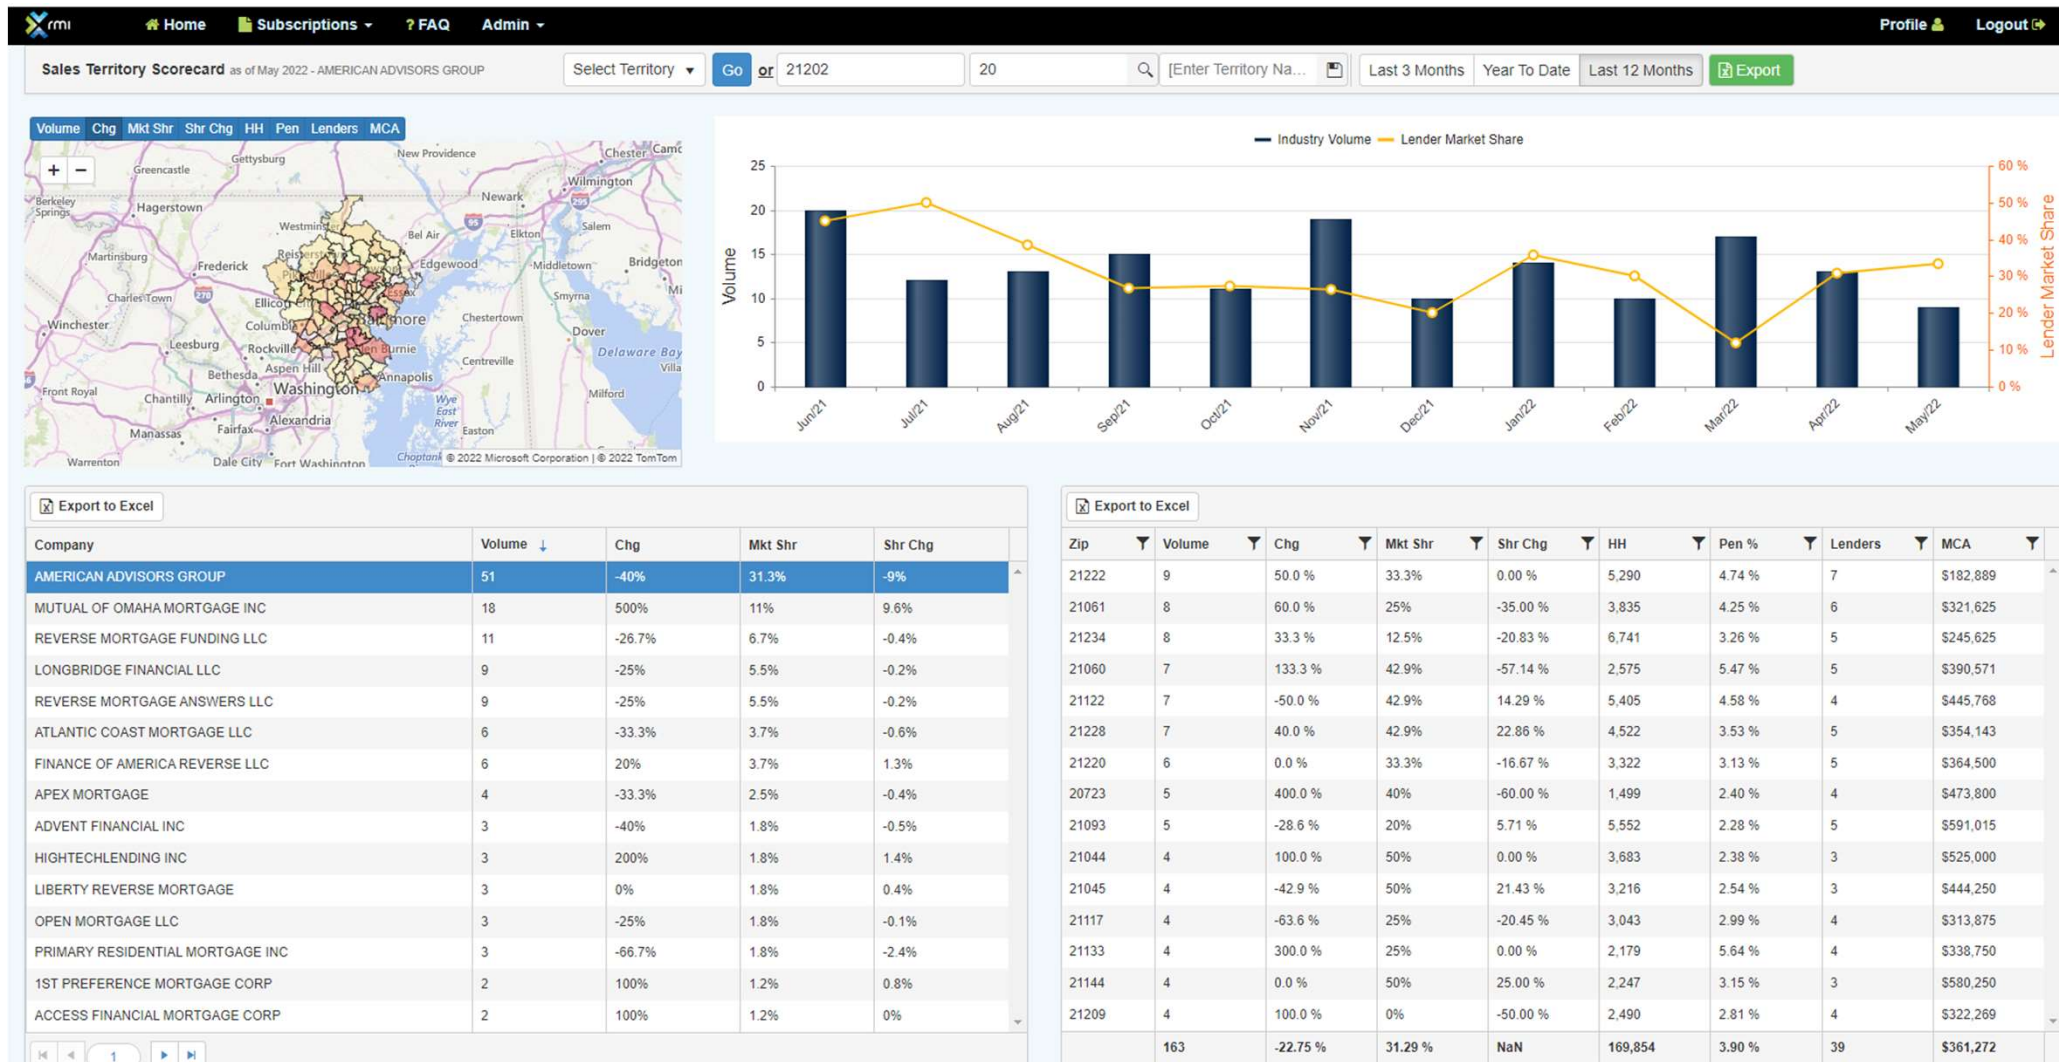 rmi Home Subscriptions ? FAQ Admin Profile Logout
Sales Territory Scorecard as of May 2022 - AMERICAN ADVISORS GROUP Select Territory Go or 21202 20 [Enter Territory Na... Last 3 Months Year To Date Last 12 Months Export
Volume Chg Mkt Shr Shr Chg HH Pen Lenders MCA
+ −
Gettysburg
New Providence
Chester
Greencastle
Wilmington
Berkeley
Springs
Hagerstown
Newark
295
95
Bel Air
Elkton
Salem
Martinsburg
Frederick
Edgewood
Middletown
Bridgeton
Essex
Charles Town
270
Smyrna
Winchester
Chestertown
Dover
Leesburg
Rockville
Centreville
Delaware Bay
Villa
Aspen Hill
Bethesda
Annapolis
Front Royal
Chantilly
Arlington
Washington
Wye
East
River
Milford
Alexandria
Manassas
Fairfax
Easton
Choptank
Warrenton
Dale City
Fort Washington
© 2022 Microsoft Corporation | © 2022 TomTom
Industry Volume Lender Market Share
Volume
25
20
15
10
5
0
60 %
50 %
40 %
30 %
20 %
10 %
0 %
Lender Market Share
Jun/21 Jul/21 Aug/21 Sep/21 Oct/21 Nov/21 Dec/21 Jan/22 Feb/22 Mar/22 Apr/22 May/22
Export to Excel
Company Volume ↓ Chg Mkt Shr Shr Chg
AMERICAN ADVISORS GROUP 51 -40% 31.3% -9%
MUTUAL OF OMAHA MORTGAGE INC 18 500% 11% 9.6%
REVERSE MORTGAGE FUNDING LLC 11 -26.7% 6.7% -0.4%
LONGBRIDGE FINANCIAL LLC 9 -25% 5.5% -0.2%
REVERSE MORTGAGE ANSWERS LLC 9 -25% 5.5% -0.2%
ATLANTIC COAST MORTGAGE LLC 6 -33.3% 3.7% -0.6%
FINANCE OF AMERICA REVERSE LLC 6 20% 3.7% 1.3%
APEX MORTGAGE 4 -33.3% 2.5% -0.4%
ADVENT FINANCIAL INC 3 -40% 1.8% -0.5%
HIGHTECHLENDING INC 3 200% 1.8% 1.4%
LIBERTY REVERSE MORTGAGE 3 0% 1.8% 0.4%
OPEN MORTGAGE LLC 3 -25% 1.8% -0.1%
PRIMARY RESIDENTIAL MORTGAGE INC 3 -66.7% 1.8% -2.4%
1ST PREFERENCE MORTGAGE CORP 2 100% 1.2% 0.8%
ACCESS FINANCIAL MORTGAGE CORP 2 100% 1.2% 0%
1
Export to Excel
Zip Volume Chg Mkt Shr Shr Chg HH Pen % Lenders MCA
21222 9 50.0 % 33.3% 0.00 % 5,290 4.74 % 7 $182,889
21061 8 60.0 % 25% -35.00 % 3,835 4.25 % 6 $321,625
21234 8 33.3 % 12.5% -20.83 % 6,741 3.26 % 5 $245,625
21060 7 133.3 % 42.9% -57.14 % 2,575 5.47 % 5 $390,571
21122 7 -50.0 % 42.9% 14.29 % 5,405 4.58 % 4 $445,768
21228 7 40.0 % 42.9% 22.86 % 4,522 3.53 % 5 $354,143
21220 6 0.0 % 33.3% -16.67 % 3,322 3.13 % 5 $364,500
20723 5 400.0 % 40% -60.00 % 1,499 2.40 % 4 $473,800
21093 5 -28.6 % 20% 5.71 % 5,552 2.28 % 5 $591,015
21044 4 100.0 % 50% 0.00 % 3,683 2.38 % 3 $525,000
21045 4 -42.9 % 50% 21.43 % 3,216 2.54 % 3 $444,250
21117 4 -63.6 % 25% -20.45 % 3,043 2.99 % 4 $313,875
21133 4 300.0 % 25% 0.00 % 2,179 5.64 % 4 $338,750
21144 4 0.0 % 50% 25.00 % 2,247 3.15 % 3 $580,250
21209 4 100.0 % 0% -50.00 % 2,490 2.81 % 4 $322,269
163 -22.75 % 31.29 % NaN 169,854 3.90 % 39 $361,272